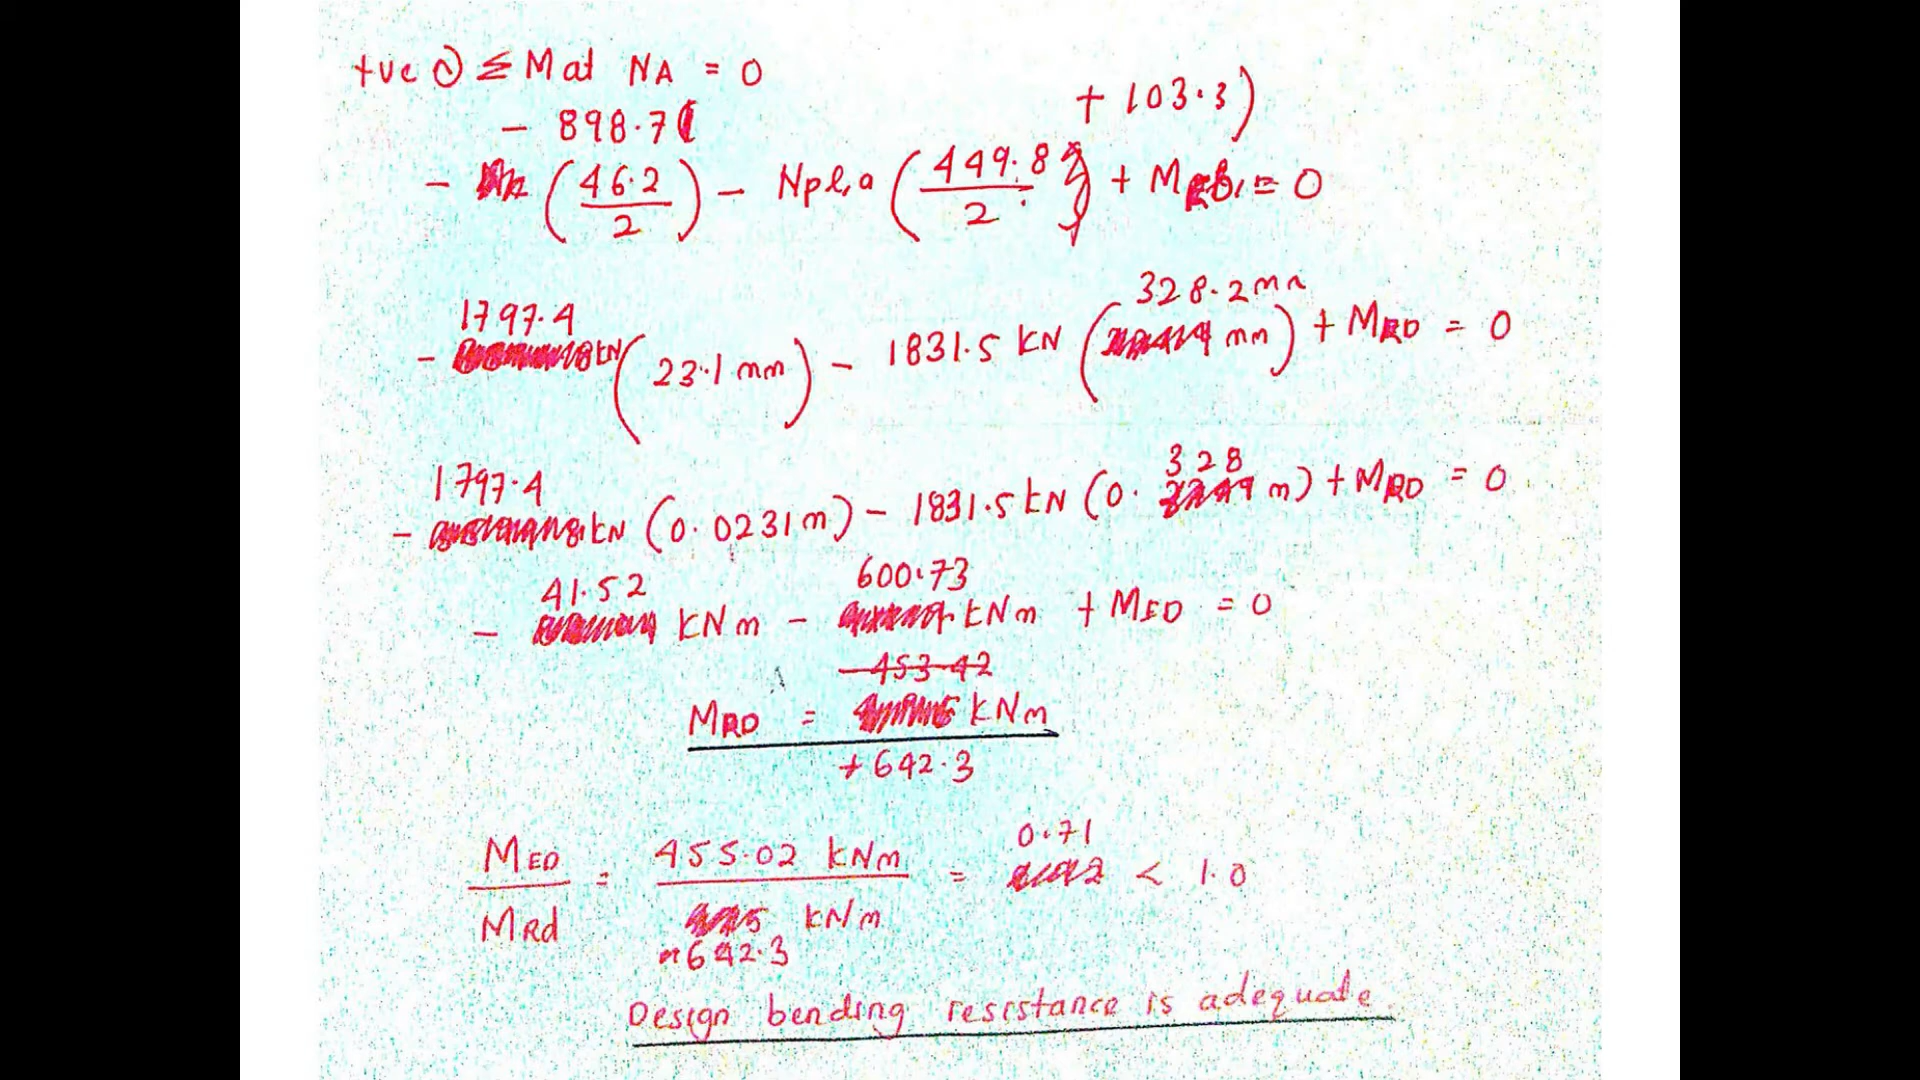 +ve ↷ ΣM at NA = 0
- 898.7(
+ 103.3)
- (46.2/2) - Npl,a (449.8/2) + M = 0
1797.4
328.2mm
- kN (23.1 mm) - 1831.5 kN ( mm) + MRD = 0
1797.4
328
- kN (0.0231m) - 1831.5 kN (0. m) + MRD = 0
41.52
600.73
- kNm - kNm + MED = 0
453.42
MRD = kNm
+642.3
0.71
MED/MRd = 455.02 kNm / kNm = < 1.0
642.3
Design bending resistance is adequate.